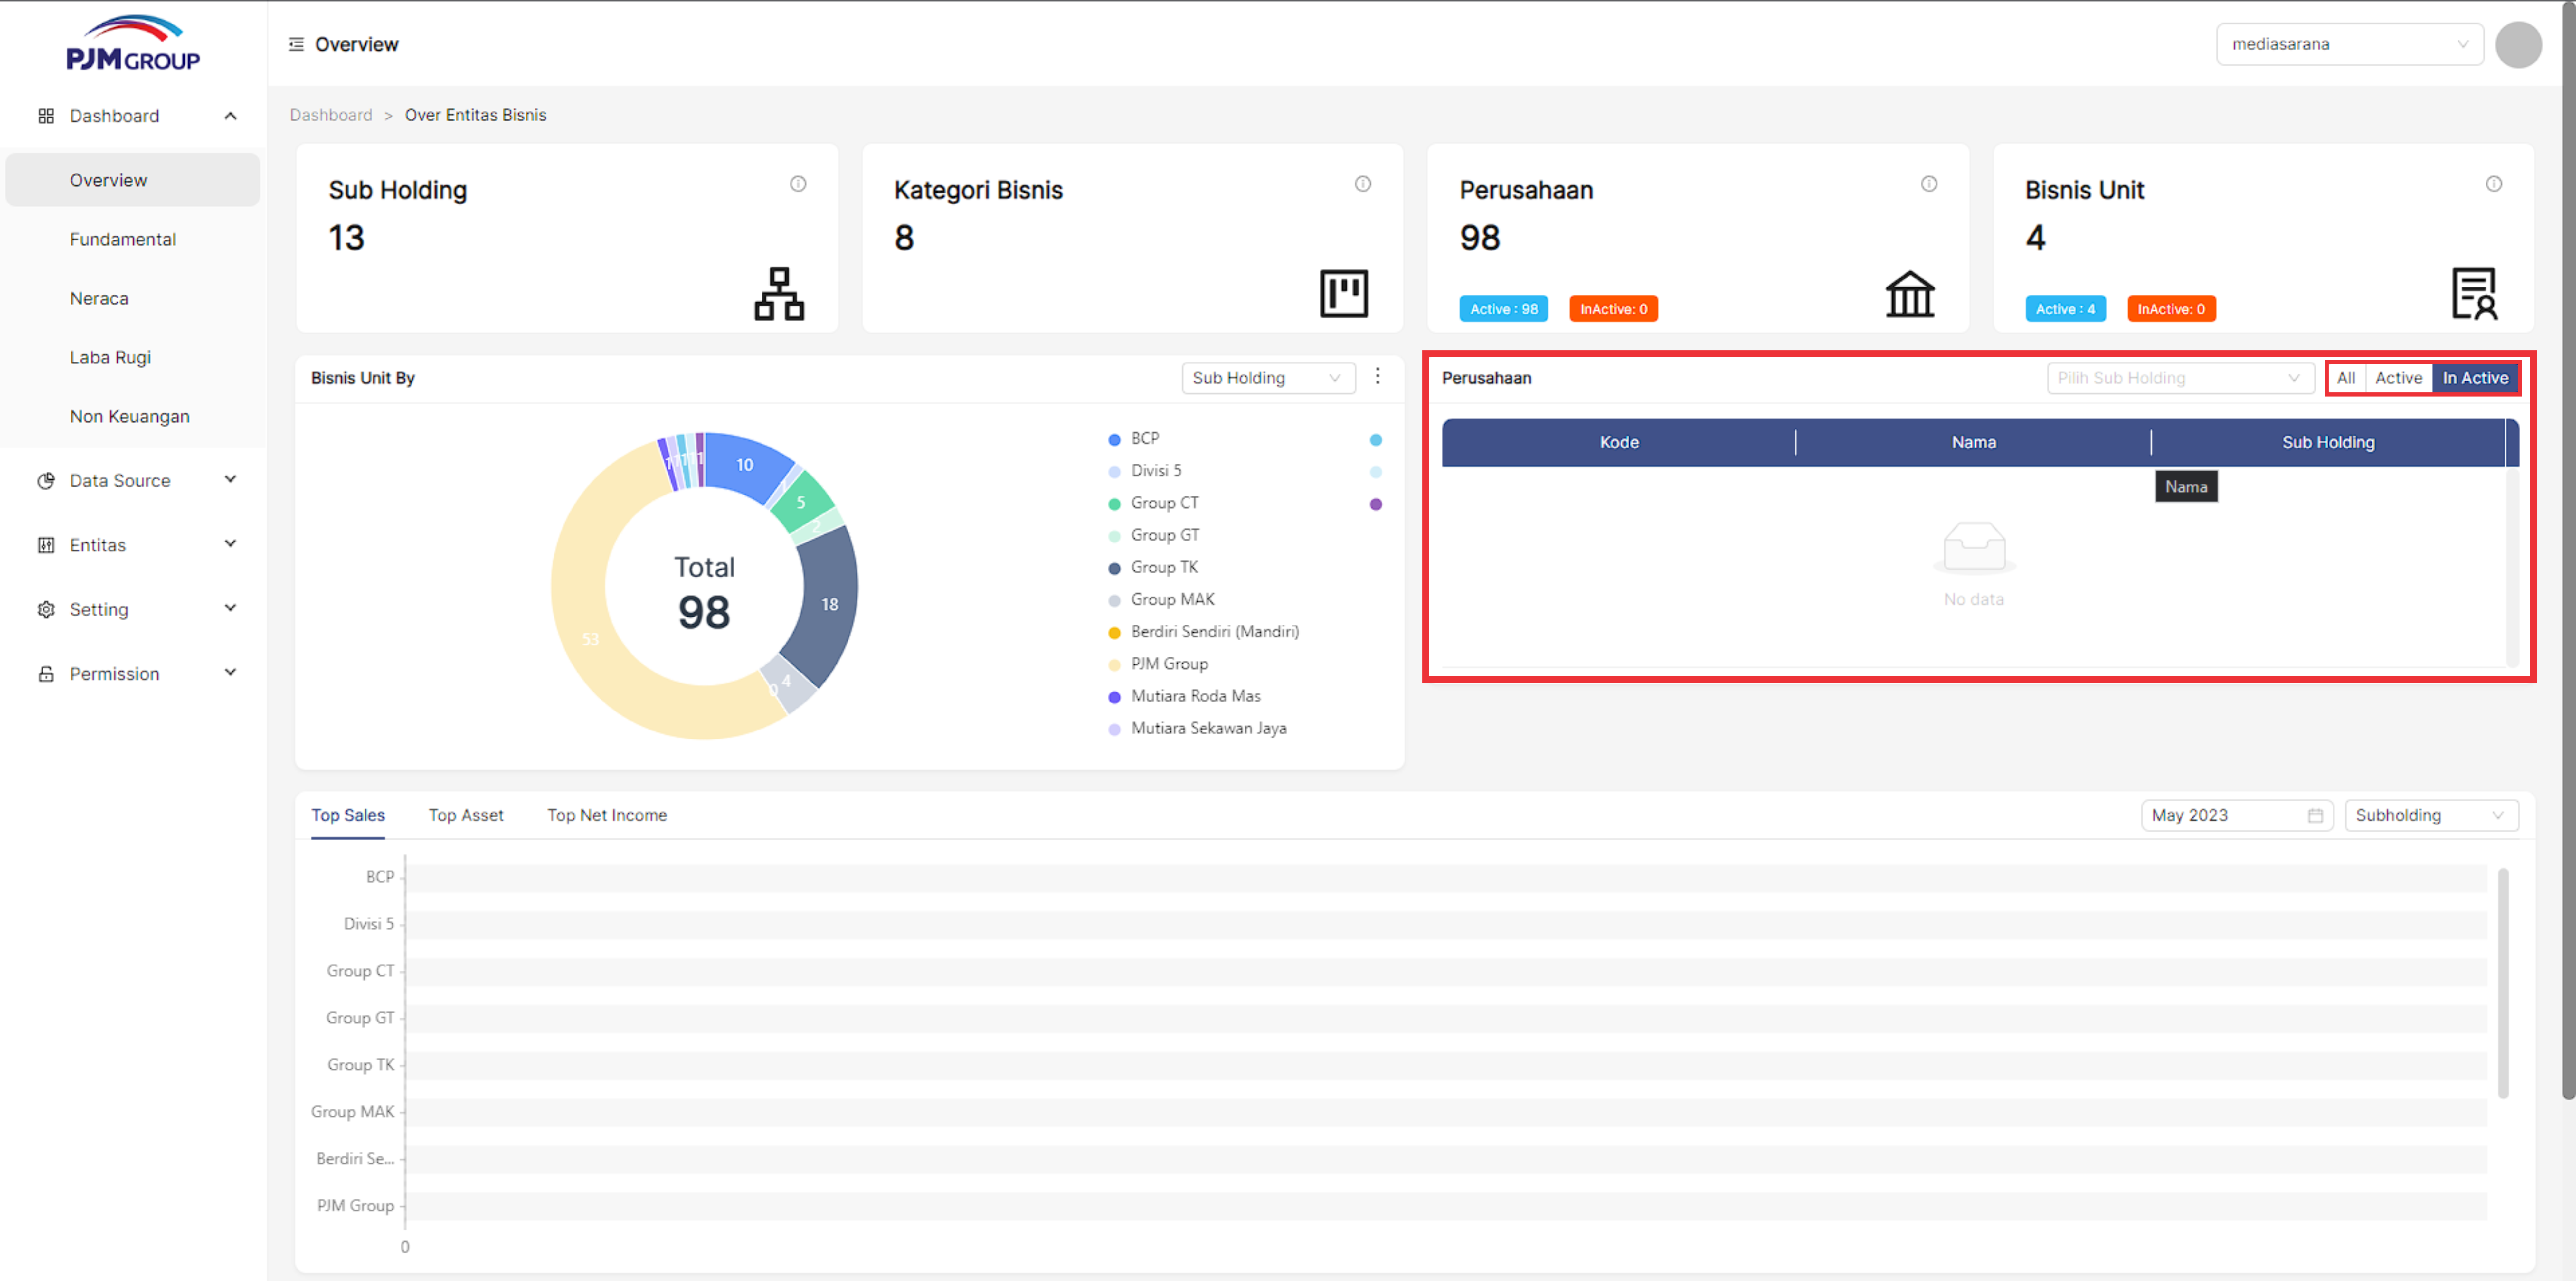 PJM GROUP
Overview
mediasarana
Dashboard
Overview
Fundamental
Neraca
Laba Rugi
Non Keuangan
Data Source
Entitas
Setting
Permission
Dashboard > Over Entitas Bisnis
Sub Holding
13
Kategori Bisnis
8
Perusahaan
98
Active : 98 InActive: 0
Bisnis Unit
4
Active : 4 InActive: 0
Bisnis Unit By
Sub Holding
10
5
2
18
4
0
53
1
1
1
1
1
Total
98
BCP
Divisi 5
Group CT
Group GT
Group TK
Group MAK
Berdiri Sendiri (Mandiri)
PJM Group
Mutiara Roda Mas
Mutiara Sekawan Jaya
Perusahaan
Pilih Sub Holding
All Active In Active
Kode Nama Sub Holding
Nama
No data
Top Sales Top Asset Top Net Income
May 2023
Subholding
BCP
Divisi 5
Group CT
Group GT
Group TK
Group MAK
Berdiri Se...
PJM Group
0